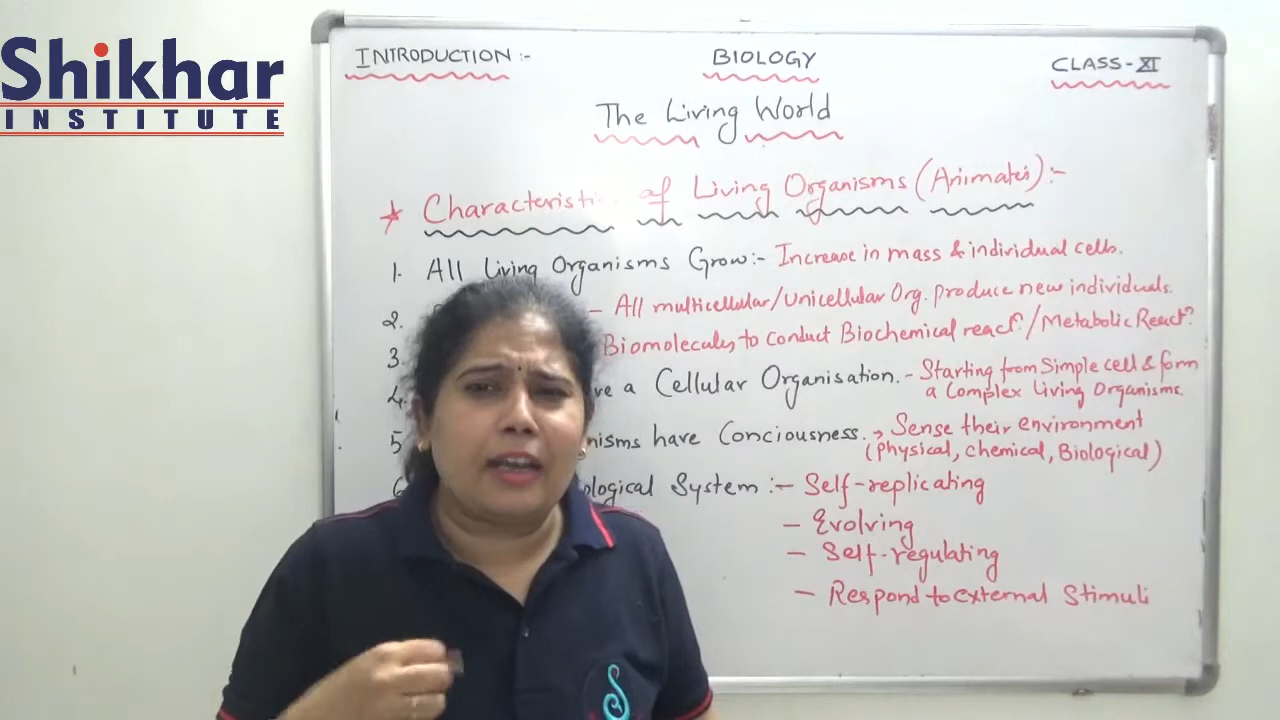 Shikhar
INSTITUTE
INTRODUCTION :-
BIOLOGY
CLASS-XI
The Living World
* Characteristi of Living Organisms (Animates) :-
1. All Living Organisms Grow:- Increase in mass & individual cells.
2. - All multicellular/Unicellular Org. produce new individuals.
3. Biomolecules to conduct Biochemical react?/Metabolic React?
4. ve a Cellular Organisation. - Starting from Simple cell & form
a Complex Living Organisms.
5 nisms have Conciousness. → Sense their environment
(Physical, chemical, Biological)
6 ological System :- Self-replicating
- Evolving
- Self-regulating
- Respond to external Stimuli